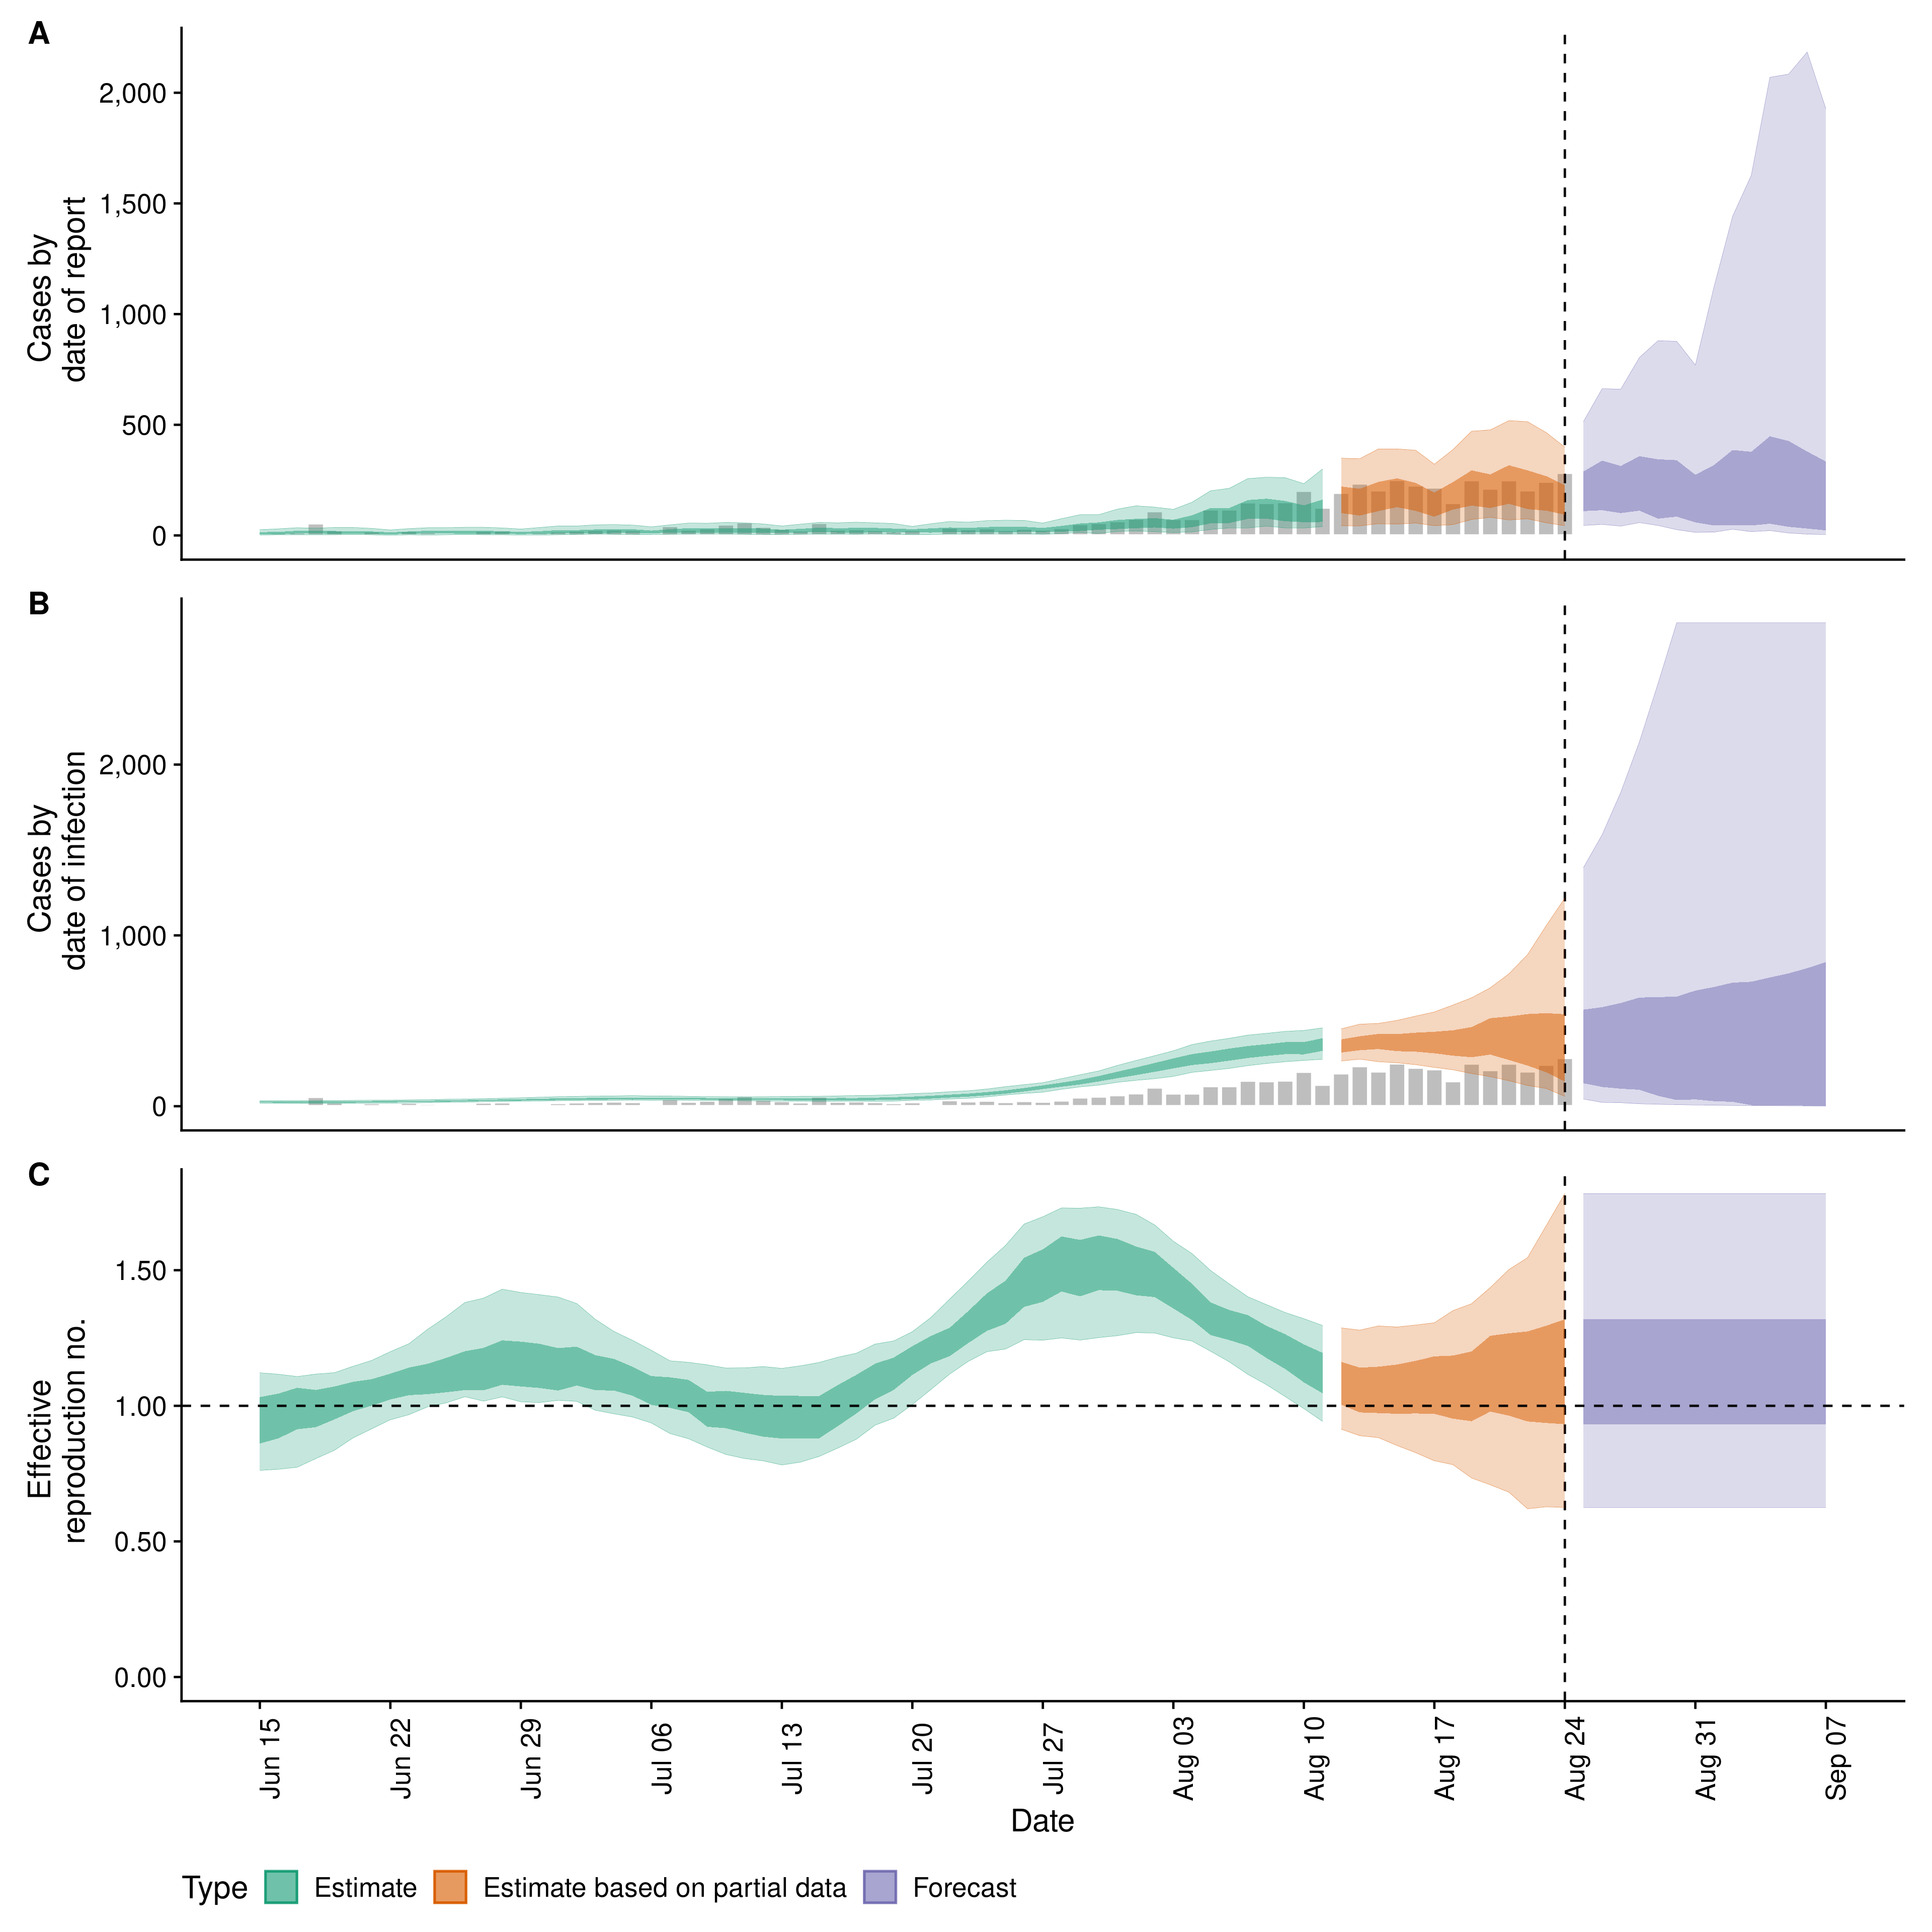 A
Cases by
date of report
2,000
1,500
1,000
500
0
B
Cases by
date of infection
2,000
1,000
0
C
Effective
reproduction no.
1.50
1.00
0.50
0.00
Jun 15
Jun 22
Jun 29
Jul 06
Jul 13
Jul 20
Jul 27
Aug 03
Aug 10
Aug 17
Aug 24
Aug 31
Sep 07
Date
Type Estimate Estimate based on partial data Forecast